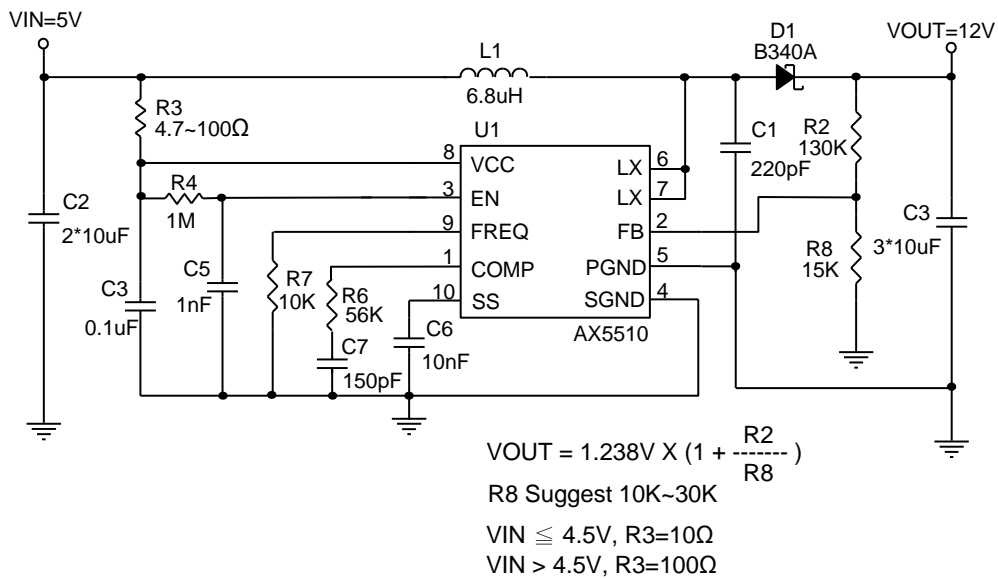 VIN=5V
VOUT=12V
D1
B340A
L1
6.8uH
R3
4.7~100Ω
U1
C1
220pF
R2
130K
8
VCC
LX
6
R4
1M
3
EN
LX
7
C2
2*10uF
9
FREQ
FB
2
C3
3*10uF
C5
1nF
R7
10K
1
COMP
PGND
5
R8
15K
C3
0.1uF
R6
56K
10
SS
SGND
4
C6
10nF
AX5510
C7
150pF
VOUT = 1.238V X (1 + R2
------- )
R8
R8 Suggest 10K~30K
VIN ≦ 4.5V, R3=10Ω
VIN > 4.5V, R3=100Ω